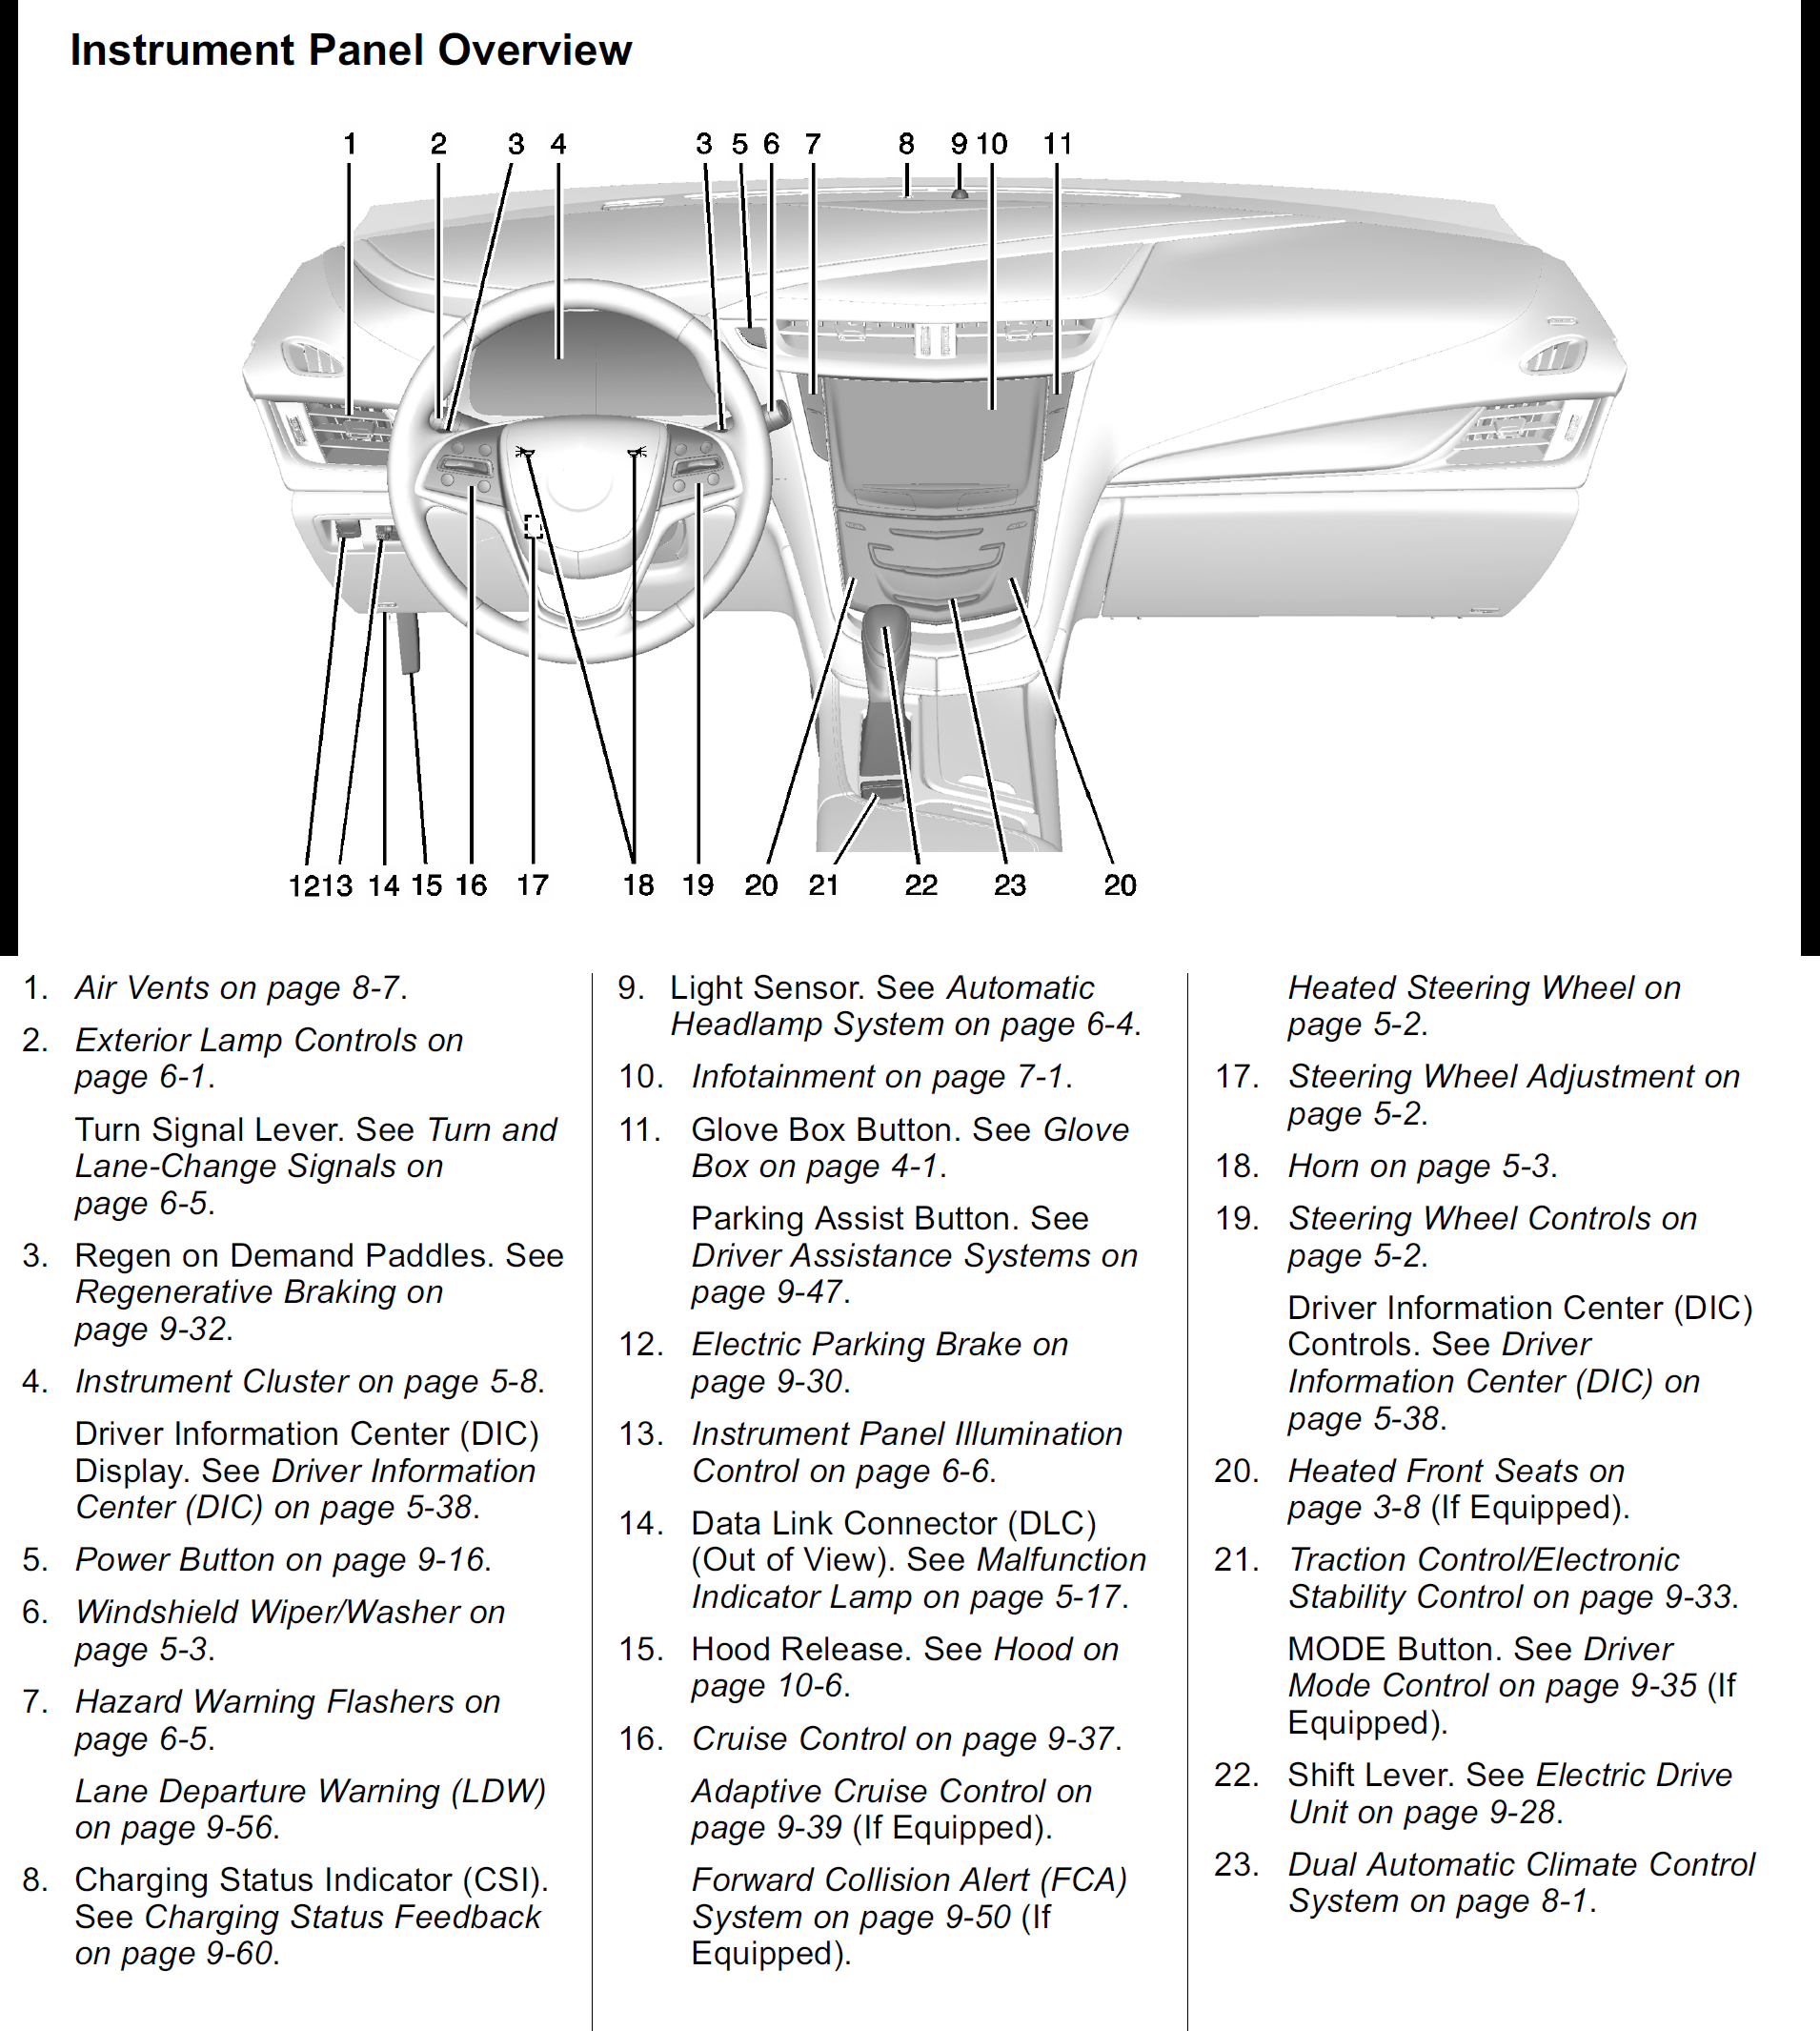 Instrument Panel Overview
1 2 3 4 3 5 6 7 8 9 10 11
12 13 14 15 16 17 18 19 20 21 22 23 20
1. Air Vents on page 8-7.
2. Exterior Lamp Controls on
page 6-1.
Turn Signal Lever. See Turn and
Lane-Change Signals on
page 6-5.
3. Regen on Demand Paddles. See
Regenerative Braking on
page 9-32.
4. Instrument Cluster on page 5-8.
Driver Information Center (DIC)
Display. See Driver Information
Center (DIC) on page 5-38.
5. Power Button on page 9-16.
6. Windshield Wiper/Washer on
page 5-3.
7. Hazard Warning Flashers on
page 6-5.
Lane Departure Warning (LDW)
on page 9-56.
8. Charging Status Indicator (CSI).
See Charging Status Feedback
on page 9-60.
9. Light Sensor. See Automatic
Headlamp System on page 6-4.
10. Infotainment on page 7-1.
11. Glove Box Button. See Glove
Box on page 4-1.
Parking Assist Button. See
Driver Assistance Systems on
page 9-47.
12. Electric Parking Brake on
page 9-30.
13. Instrument Panel Illumination
Control on page 6-6.
14. Data Link Connector (DLC)
(Out of View). See Malfunction
Indicator Lamp on page 5-17.
15. Hood Release. See Hood on
page 10-6.
16. Cruise Control on page 9-37.
Adaptive Cruise Control on
page 9-39 (If Equipped).
Forward Collision Alert (FCA)
System on page 9-50 (If
Equipped).
Heated Steering Wheel on
page 5-2.
17. Steering Wheel Adjustment on
page 5-2.
18. Horn on page 5-3.
19. Steering Wheel Controls on
page 5-2.
Driver Information Center (DIC)
Controls. See Driver
Information Center (DIC) on
page 5-38.
20. Heated Front Seats on
page 3-8 (If Equipped).
21. Traction Control/Electronic
Stability Control on page 9-33.
MODE Button. See Driver
Mode Control on page 9-35 (If
Equipped).
22. Shift Lever. See Electric Drive
Unit on page 9-28.
23. Dual Automatic Climate Control
System on page 8-1.